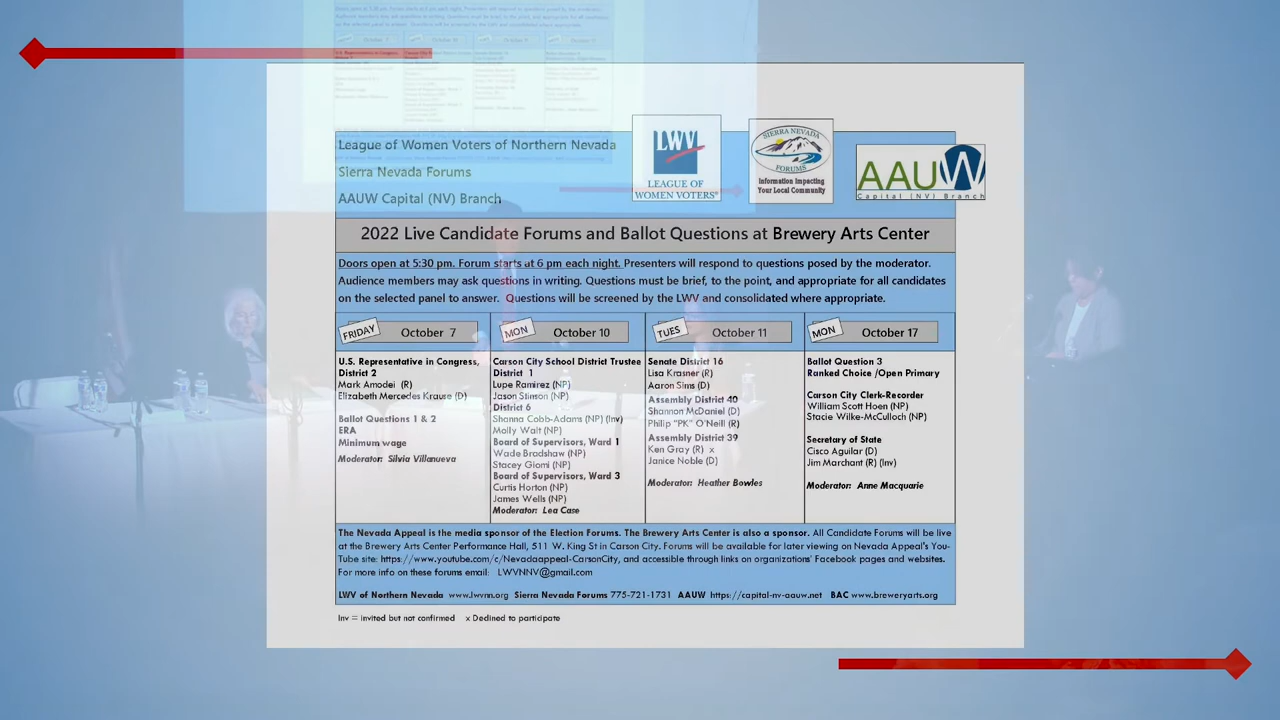 League of Women Voters of Northern Nevada
Sierra Nevada Forums
AAUW Capital (NV) Branch
LWV
LEAGUE OF
WOMEN VOTERS®
SIERRA NEVADA
FORUMS
Information Impacting
Your Local Community
AAUW
Capital (NV) Branch
2022 Live Candidate Forums and Ballot Questions at Brewery Arts Center
Doors open at 5:30 pm. Forum starts at 6 pm each night. Presenters will respond to questions posed by the moderator.
Audience members may ask questions in writing. Questions must be brief, to the point, and appropriate for all candidates
on the selected panel to answer. Questions will be screened by the LWV and consolidated where appropriate.
FRIDAY October 7
U.S. Representative in Congress,
District 2
Mark Amodei (R)
Elizabeth Mercedes Krause (D)
Ballot Questions 1 & 2
ERA
Minimum wage
Moderator: Silvia Villanueva
MON October 10
Carson City School District Trustee
District 1
Lupe Ramirez (NP)
Jason Stinson (NP)
District 6
Shanna Cobb-Adams (NP) (Inv)
Molly Walt (NP)
Board of Supervisors, Ward 1
Wade Bradshaw (NP)
Stacey Giomi (NP)
Board of Supervisors, Ward 3
Curtis Horton (NP)
James Wells (NP)
Moderator: Lea Case
TUES October 11
Senate District 16
Lisa Krasner (R)
Aaron Sims (D)
Assembly District 40
Shannon McDaniel (D)
Philip "PK" O'Neill (R)
Assembly District 39
Ken Gray (R) x
Janice Noble (D)
Moderator: Heather Bowles
MON October 17
Ballot Question 3
Ranked Choice /Open Primary
Carson City Clerk-Recorder
William Scott Hoen (NP)
Stacie Wilke-McCulloch (NP)
Secretary of State
Cisco Aguilar (D)
Jim Marchant (R) (Inv)
Moderator: Anne Macquarie
The Nevada Appeal is the media sponsor of the Election Forums. The Brewery Arts Center is also a sponsor. All Candidate Forums will be live
at the Brewery Arts Center Performance Hall, 511 W. King St in Carson City. Forums will be available for later viewing on Nevada Appeal's You-
Tube site: https://www.youtube.com/c/Nevadaappeal-CarsonCity, and accessible through links on organizations' Facebook pages and websites.
For more info on these forums email: LWVNNV@gmail.com
LWV of Northern Nevada www.lwvnn.org Sierra Nevada Forums 775-721-1731 AAUW https://capital-nv-aauw.net BAC www.breweryarts.org
Inv = Invited but not confirmed x Declined to participate